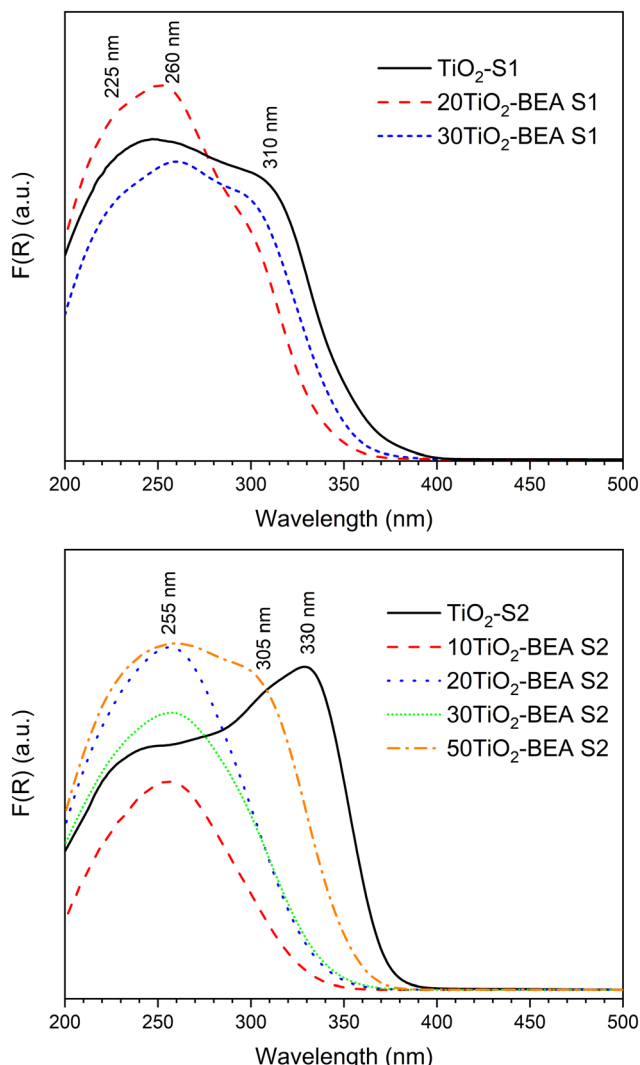 225 nm
260 nm
310 nm
TiO₂-S1
20TiO₂-BEA S1
30TiO₂-BEA S1
F(R) (a.u.)
200 250 300 350 400 450 500
Wavelength (nm)
255 nm
305 nm
330 nm
TiO₂-S2
10TiO₂-BEA S2
20TiO₂-BEA S2
30TiO₂-BEA S2
50TiO₂-BEA S2
F(R) (a.u.)
200 250 300 350 400 450 500
Wavelength (nm)